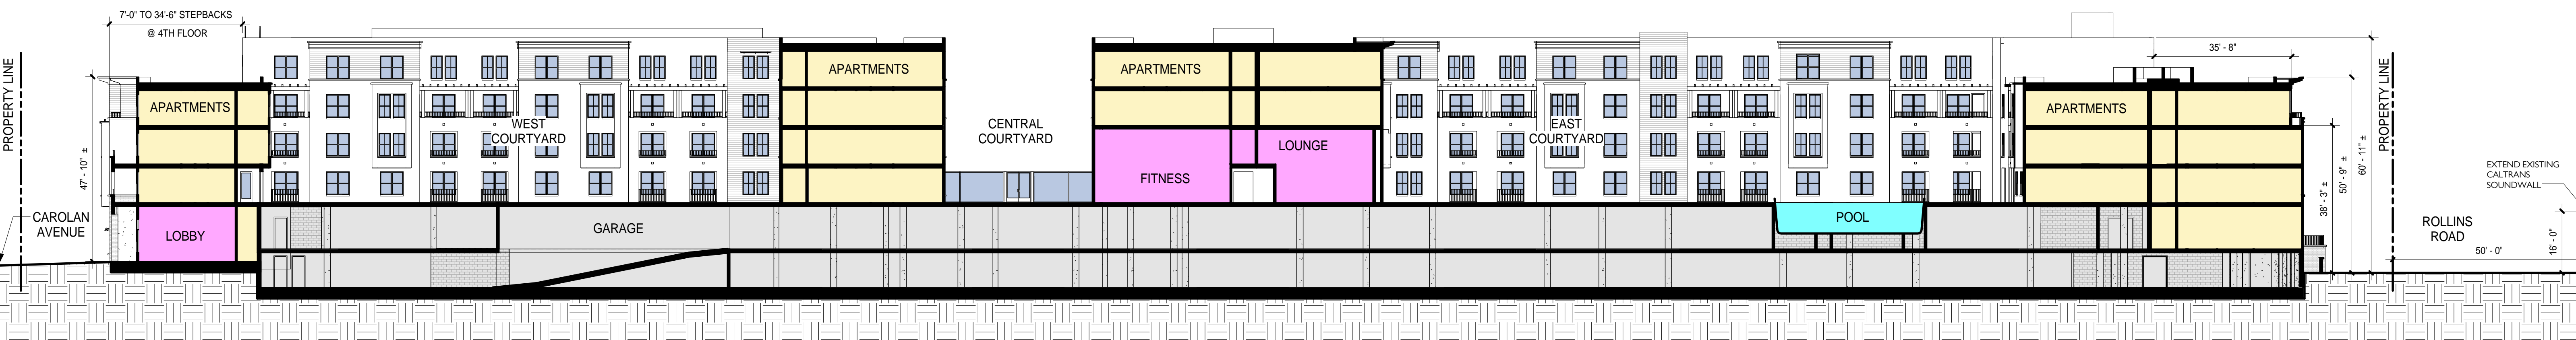 7'-0" TO 34'-6" STEPBACKS
@ 4TH FLOOR
PROPERTY LINE
47' - 10" ±
CAROLAN
AVENUE
APARTMENTS
LOBBY
WEST
COURTYARD
GARAGE
APARTMENTS
CENTRAL
COURTYARD
APARTMENTS
FITNESS
LOUNGE
EAST
COURTYARD
POOL
APARTMENTS
35' - 8"
38' - 3" ±
50' - 9" ±
60' - 11" ±
PROPERTY LINE
ROLLINS
ROAD
50' - 0"
EXTEND EXISTING
CALTRANS
SOUNDWALL
16' - 0"